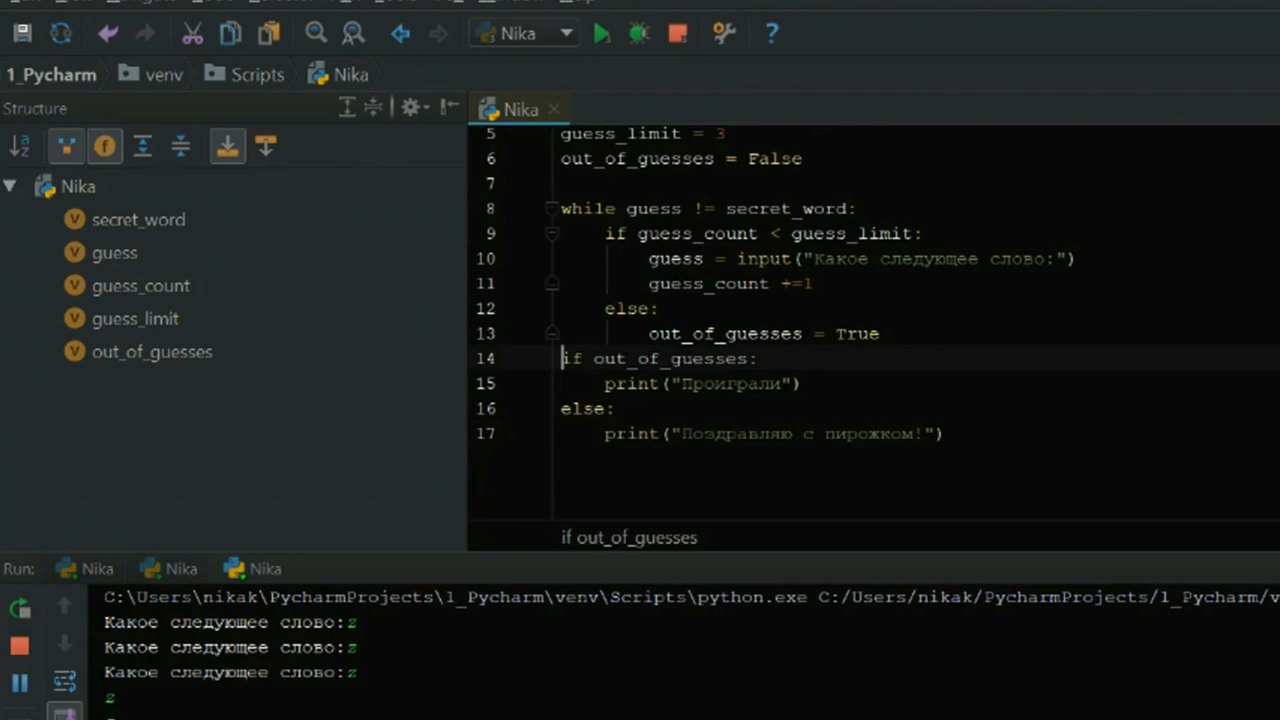 Nika
1_Pycharm venv Scripts Nika
Structure
Nika
Nika
secret_word
guess
guess_count
guess_limit
out_of_guesses
5 guess_limit = 3
6 out_of_guesses = False
7
8 while guess != secret_word:
9 if guess_count < guess_limit:
10 guess = input("Какое следующее слово:")
11 guess_count +=1
12 else:
13 out_of_guesses = True
14 if out_of_guesses:
15 print("Проиграли")
16 else:
17 print("Поздравляю с пирожком!")
if out_of_guesses
Run: Nika Nika Nika
C:\Users\nikak\PycharmProjects\1_Pycharm\venv\Scripts\python.exe C:/Users/nikak/PycharmProjects/1_Pycharm/v
Какое следующее слово:z
Какое следующее слово:z
Какое следующее слово:z
z